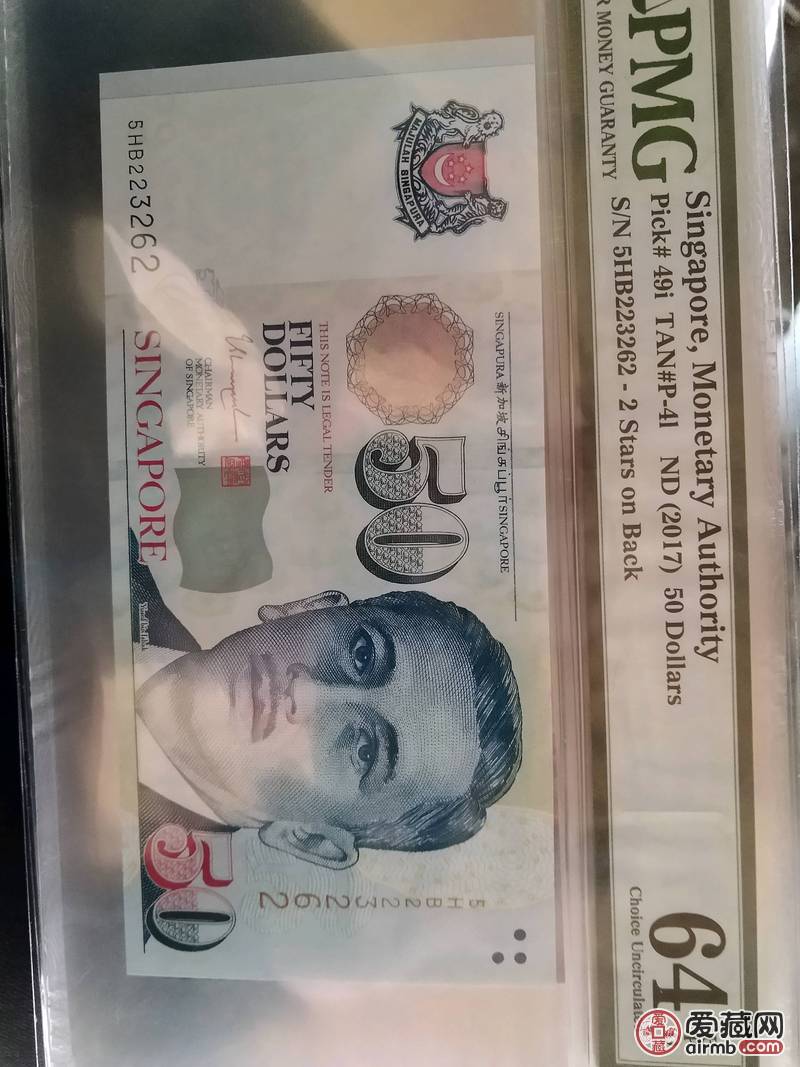 PMG
R MONEY GUARANTY
Singapore, Monetary Authority
Pick# 49i TAN#P-4l ND (2017) 50 Dollars
S/N 5HB223262 - 2 Stars on Back
64
Choice Uncirculate
MAJULAH SINGAPURA
SINGAPURA 新加坡 சிங்கப்பூர் SINGAPORE
50
THIS NOTE IS LEGAL TENDER
FIFTY
DOLLARS
CHAIRMAN
MONETARY AUTHORITY
OF SINGAPORE
5HB223262
SINGAPORE
5HB223262
50
爱藏网
airmb.com